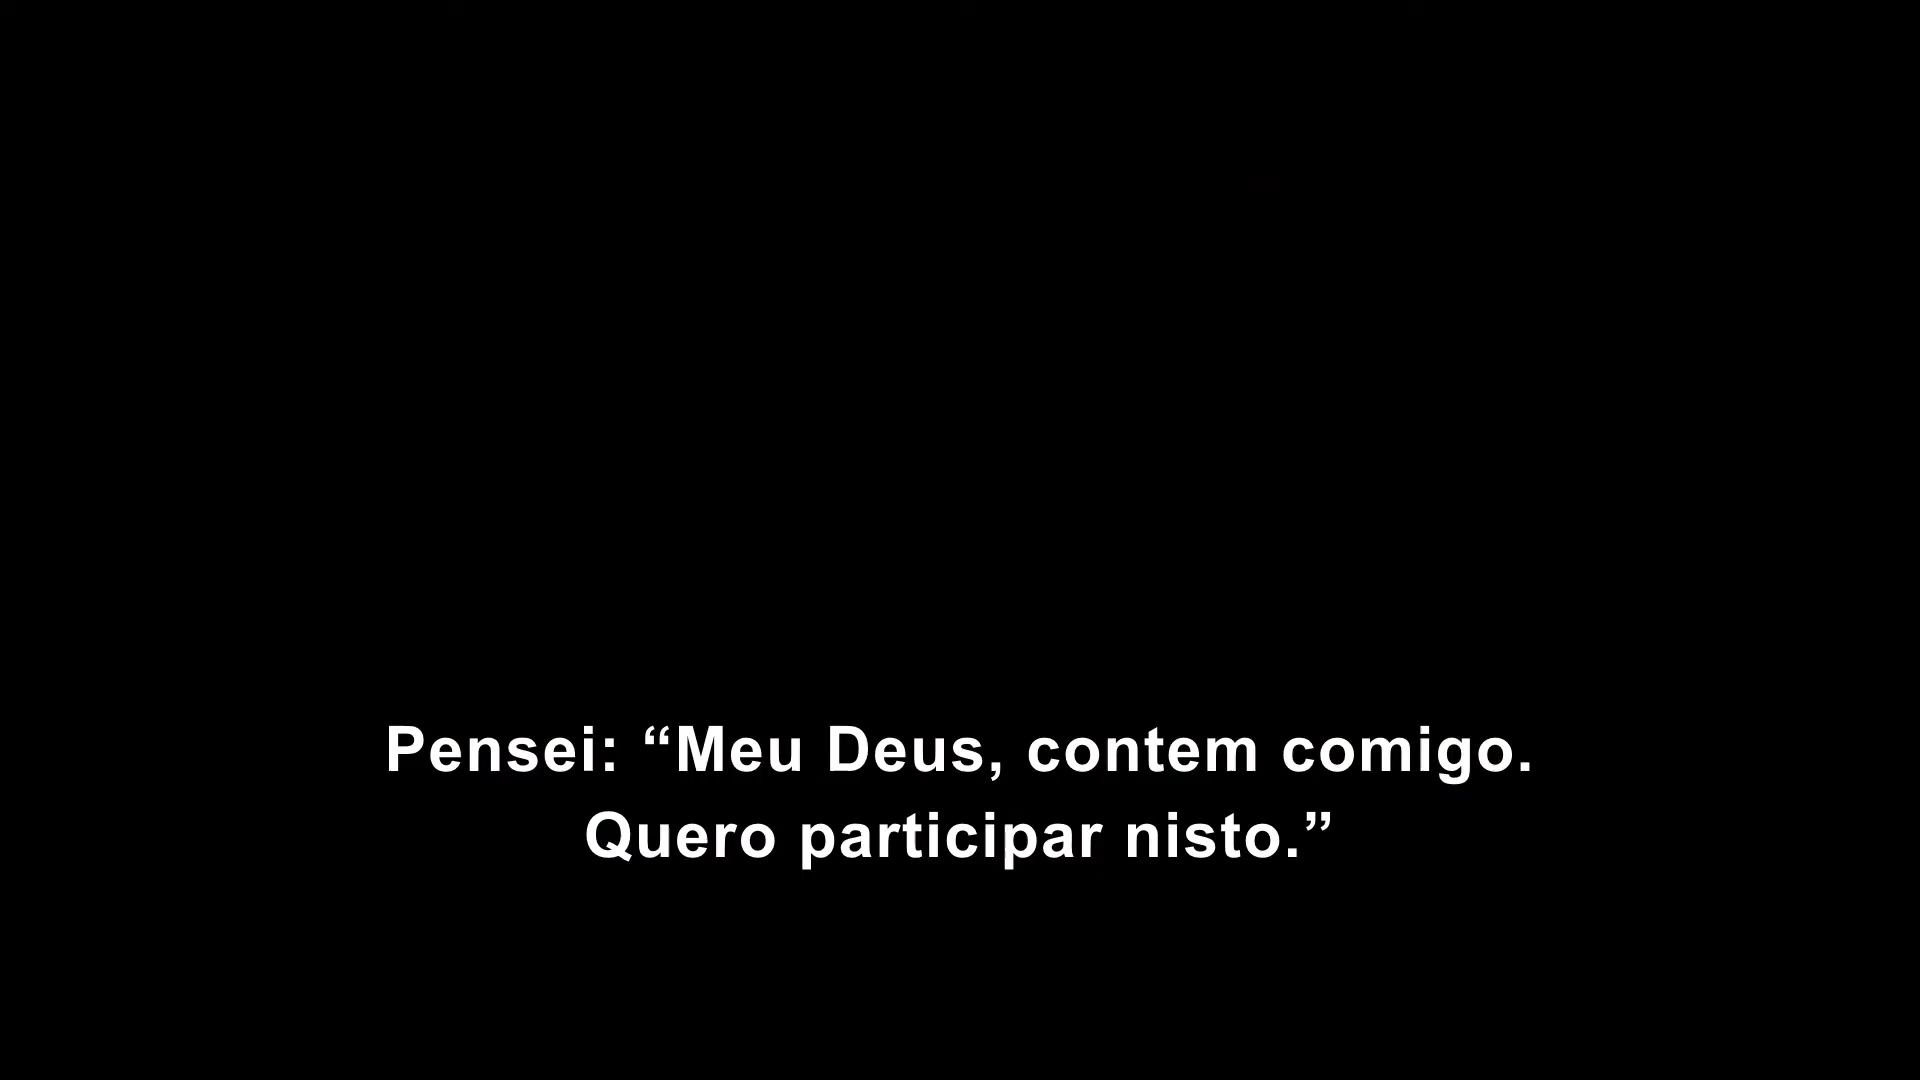 Pensei: “Meu Deus, contem comigo.
Quero participar nisto.”